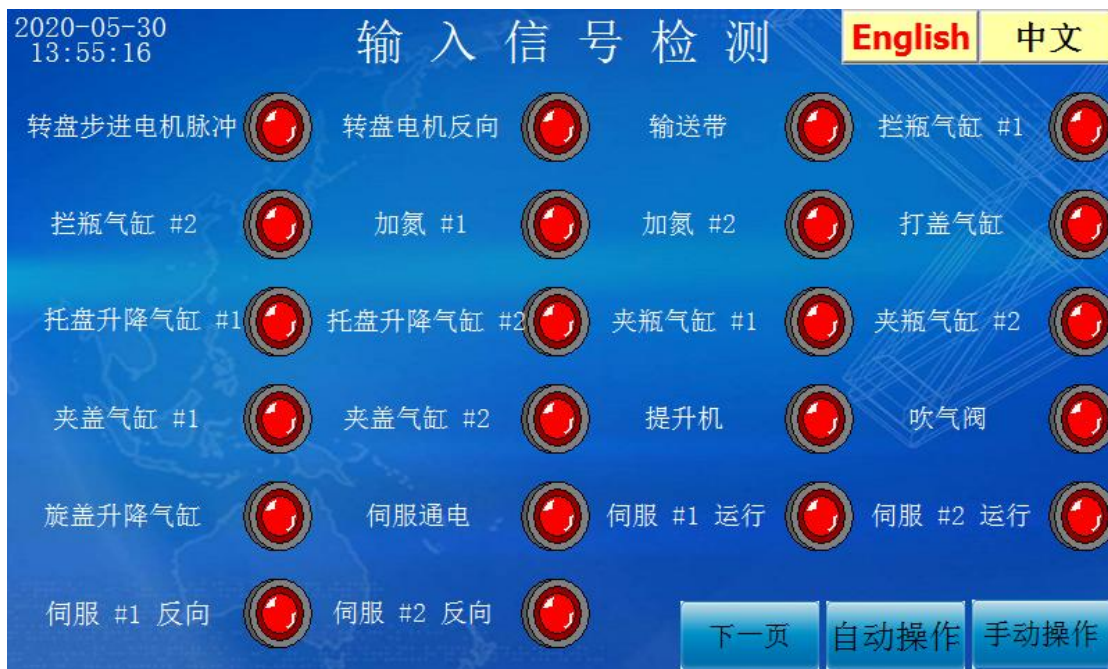 2020-05-30
13:55:16
输入信号检测
English
中文
转盘步进电机脉冲
转盘电机反向
输送带
拦瓶气缸 #1
拦瓶气缸 #2
加氮 #1
加氮 #2
打盖气缸
托盘升降气缸 #1
托盘升降气缸 #2
夹瓶气缸 #1
夹瓶气缸 #2
夹盖气缸 #1
夹盖气缸 #2
提升机
吹气阀
旋盖升降气缸
伺服通电
伺服 #1 运行
伺服 #2 运行
伺服 #1 反向
伺服 #2 反向
下一页
自动操作
手动操作